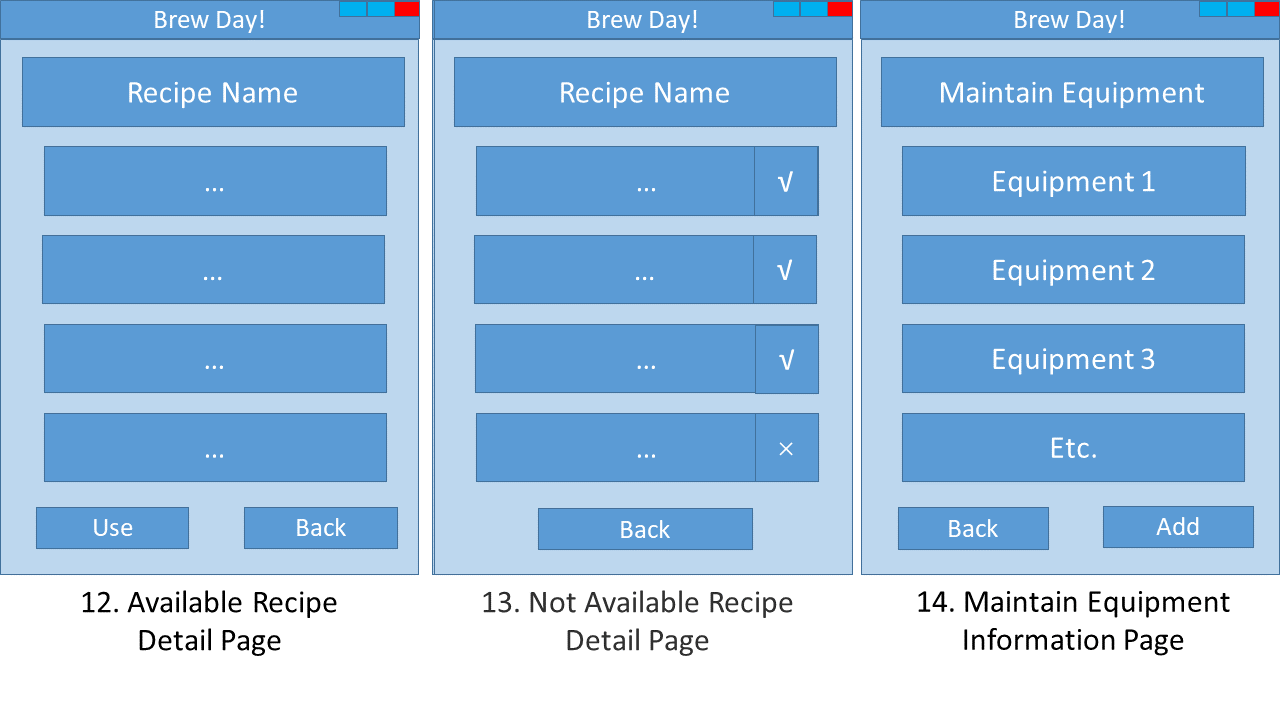 Brew Day!
Recipe Name
...
...
...
...
Use
Back
12. Available Recipe
Detail Page
Brew Day!
Recipe Name
... √
... √
... √
... ×
Back
13. Not Available Recipe
Detail Page
Brew Day!
Maintain Equipment
Equipment 1
Equipment 2
Equipment 3
Etc.
Back
Add
14. Maintain Equipment
Information Page